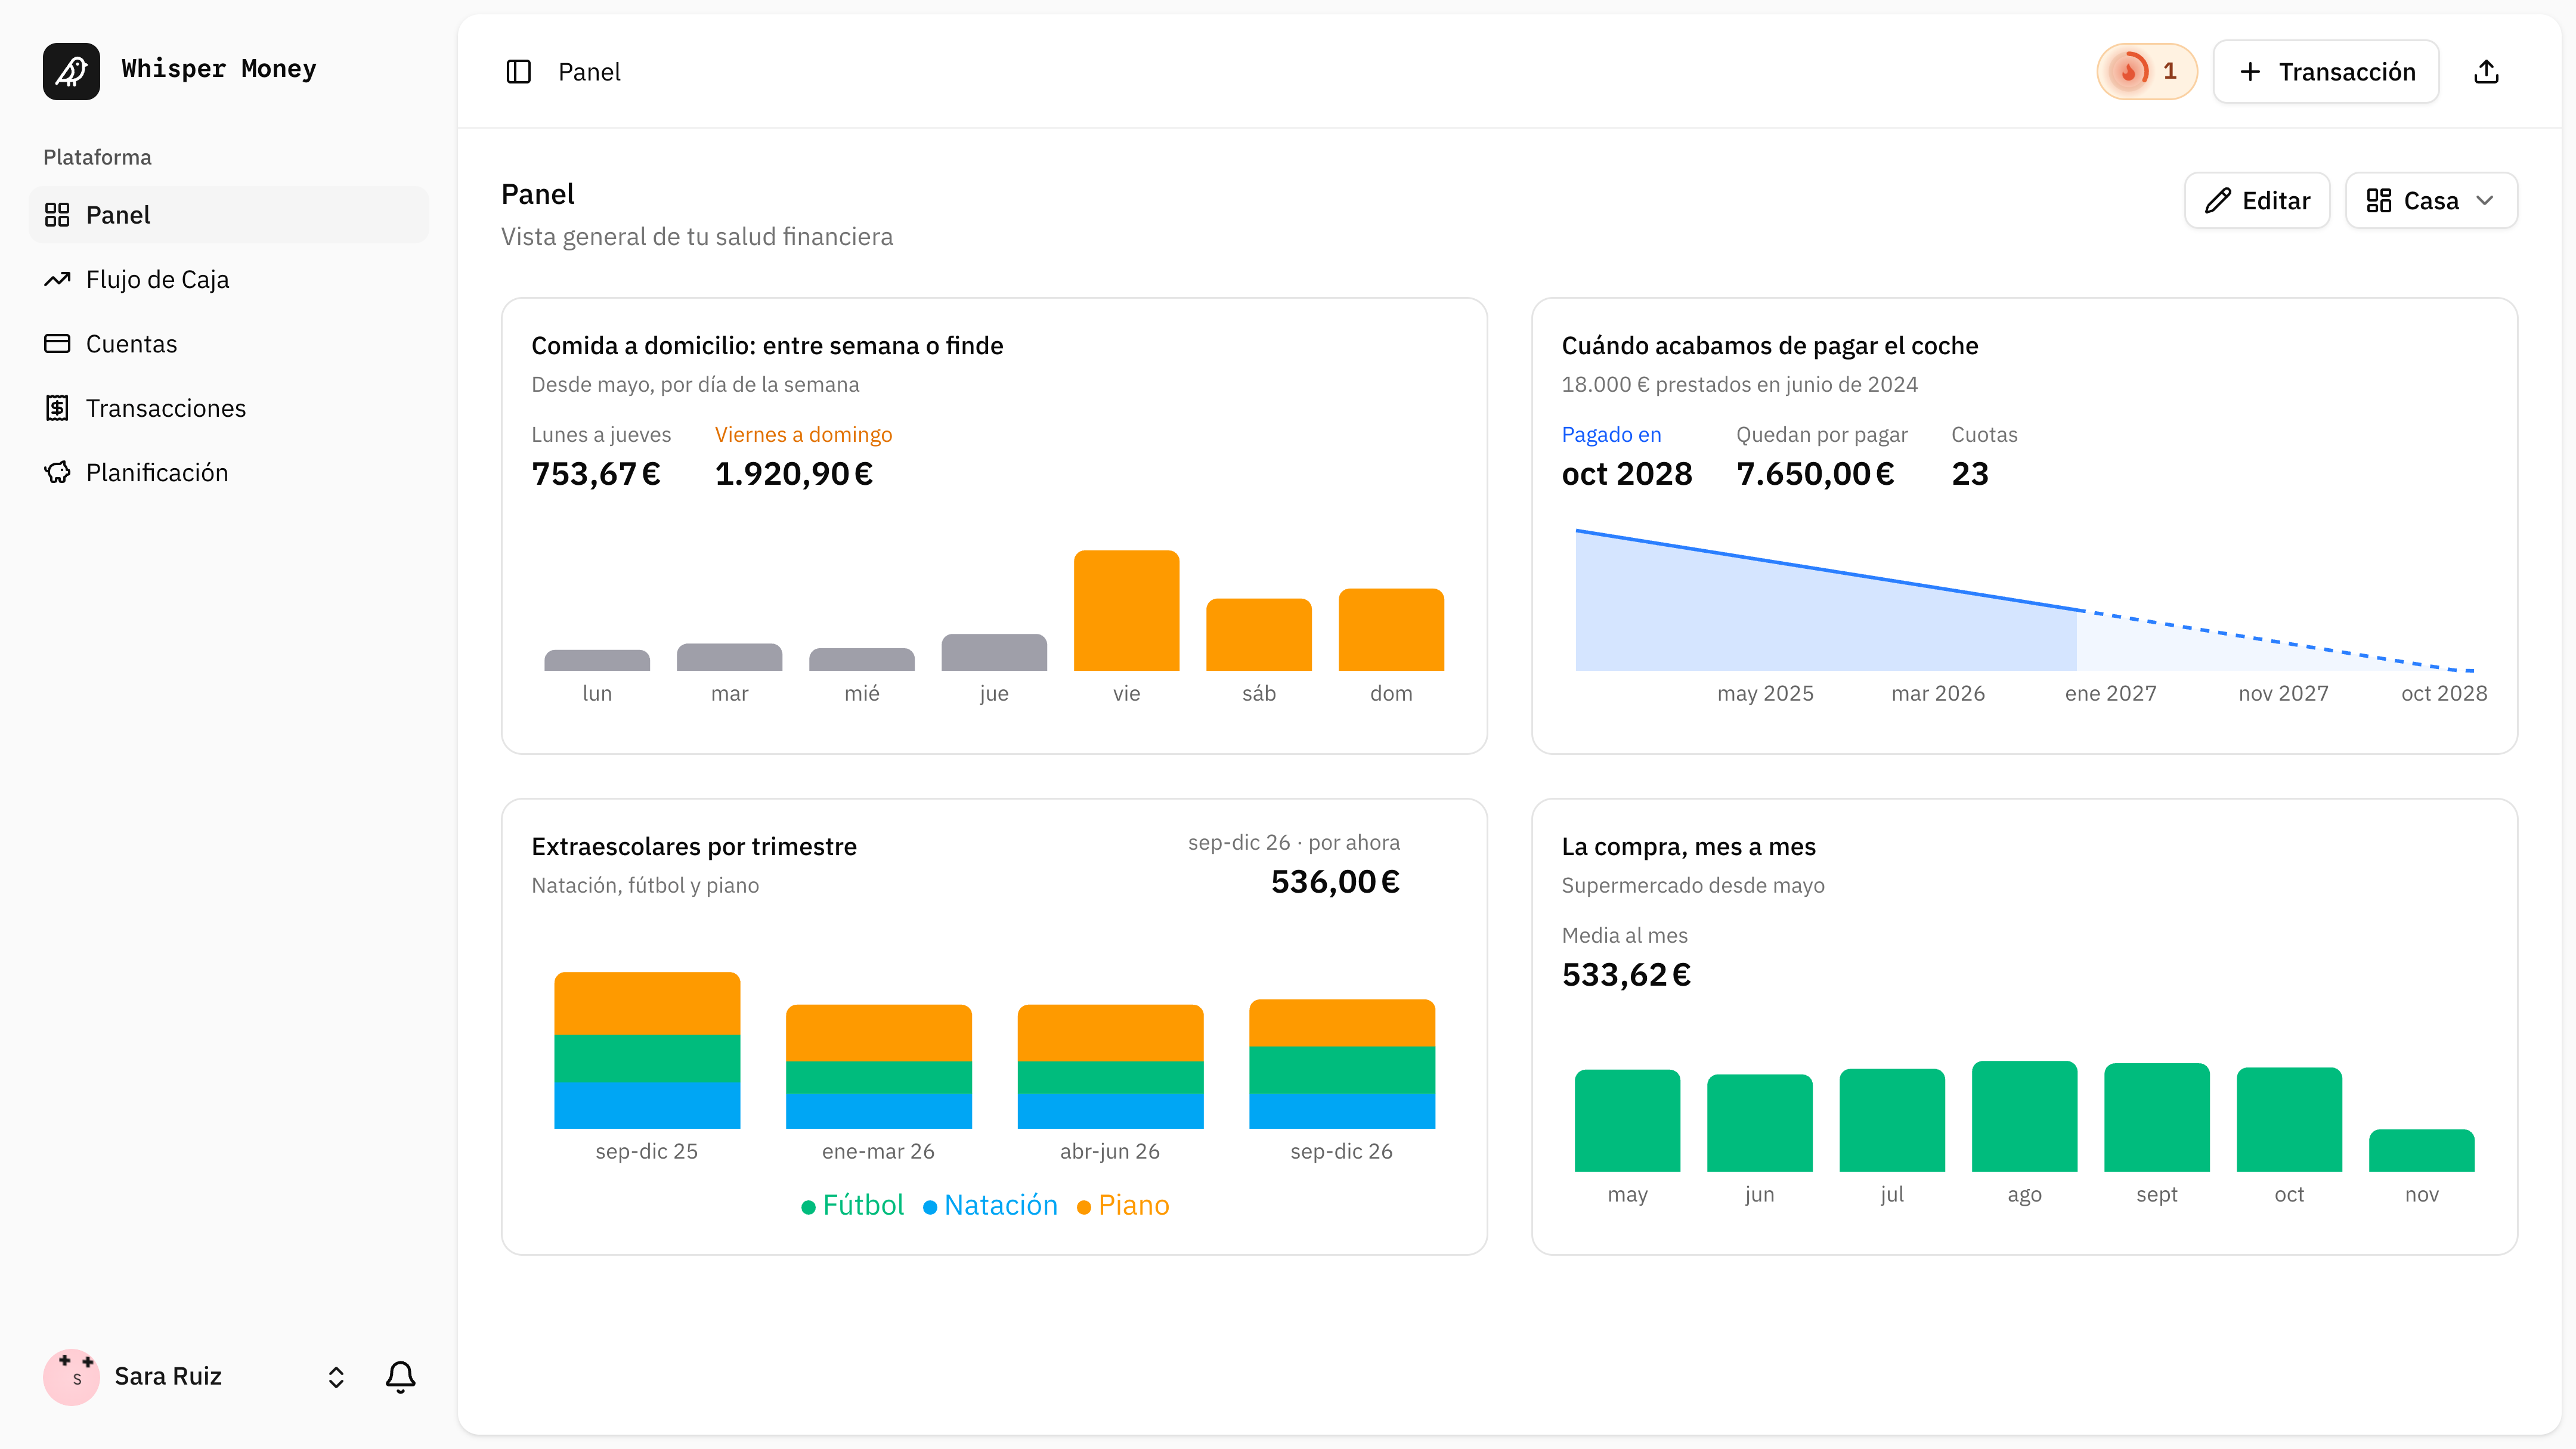 Whisper Money
Plataforma
Panel
Flujo de Caja
Cuentas
Transacciones
Planificación
Sara Ruiz
S
Panel
1
Transacción
Panel
Vista general de tu salud financiera
Editar
Casa
Comida a domicilio: entre semana o finde
Desde mayo, por día de la semana
Lunes a jueves
753,67 €
Viernes a domingo
1.920,90 €
lun mar mié jue vie sáb dom
Cuándo acabamos de pagar el coche
18.000 € prestados en junio de 2024
Pagado en
oct 2028
Quedan por pagar
7.650,00 €
Cuotas
23
may 2025 mar 2026 ene 2027 nov 2027 oct 2028
Extraescolares por trimestre
Natación, fútbol y piano
sep-dic 26 · por ahora
536,00 €
sep-dic 25 ene-mar 26 abr-jun 26 sep-dic 26
Fútbol Natación Piano
La compra, mes a mes
Supermercado desde mayo
Media al mes
533,62 €
may jun jul ago sept oct nov